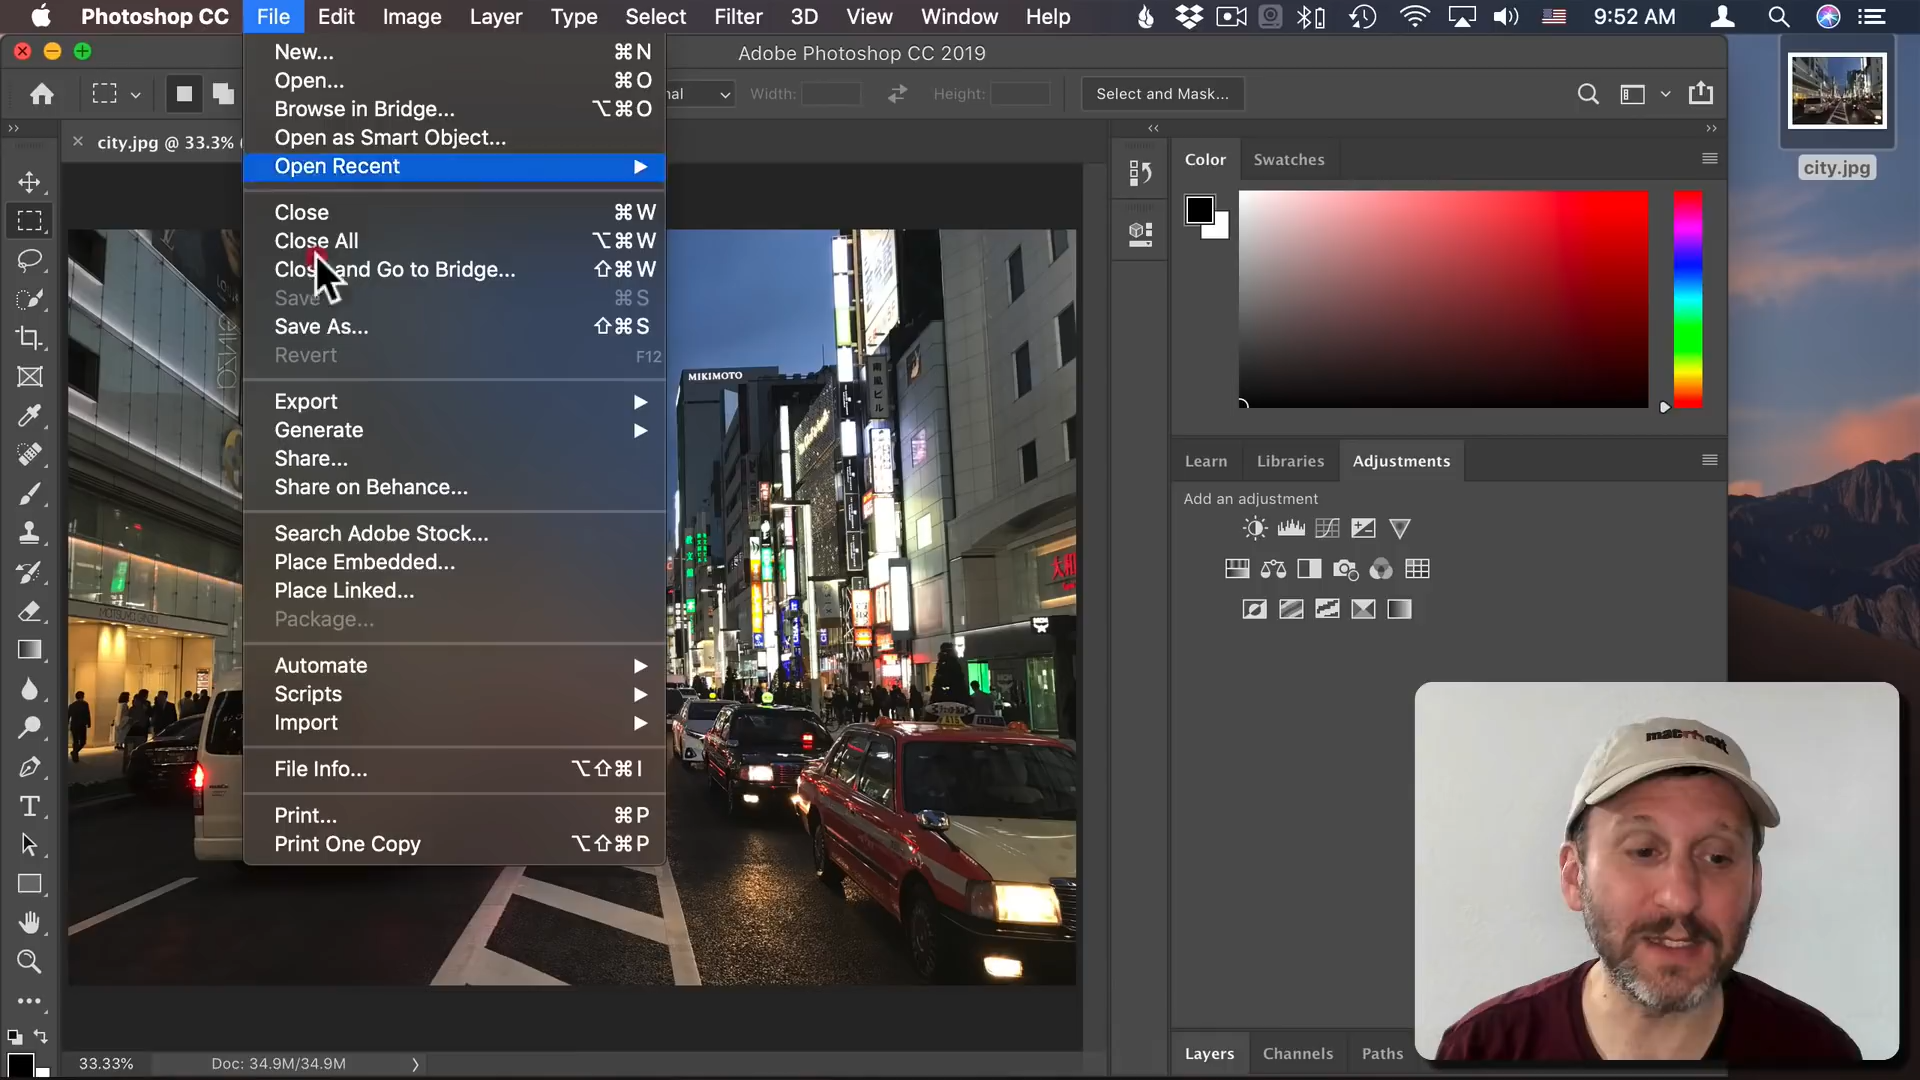 Photoshop CC File Edit Image Layer Type Select Filter 3D View Window Help 9:52 AM
Adobe Photoshop CC 2019
Width: Height: Select and Mask...
city.jpg @ 33.3% (
New... ⌘N
Open... ⌘O
Browse in Bridge... ⌥⌘O
Open as Smart Object...
Open Recent
Close ⌘W
Close All ⌥⌘W
and Go to Bridge... ⇧⌘W
Save ⌘S
Save As... ⇧⌘S
Revert F12
Export
Generate
Share...
Share on Behance...
Search Adobe Stock...
Place Embedded...
Place Linked...
Package...
Automate
Scripts
Import
File Info... ⌥⇧⌘I
Print... ⌘P
Print One Copy ⌥⇧⌘P
MIKIMOTO
南風ビル
Color Swatches
Learn Libraries Adjustments
Add an adjustment
Layers Channels Paths
33.33% Doc: 34.9M/34.9M
city.jpg